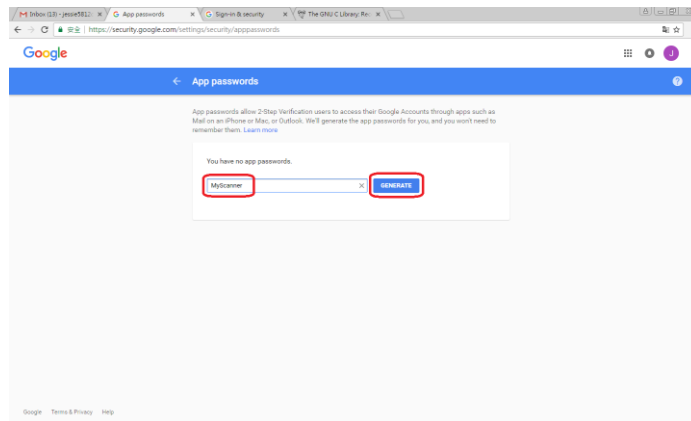 Inbox (13) - jessie5812
App passwords
Sign-in & security
The GNU C Library: Re
安全 | https://security.google.com/settings/security/apppasswords
Google
J
App passwords
App passwords allow 2-Step Verification users to access their Google Accounts through apps such as
Mail on an iPhone or Mac, or Outlook. We'll generate the app passwords for you, and you won't need to
remember them. Learn more
You have no app passwords.
MyScanner
GENERATE
Google Terms & Privacy Help